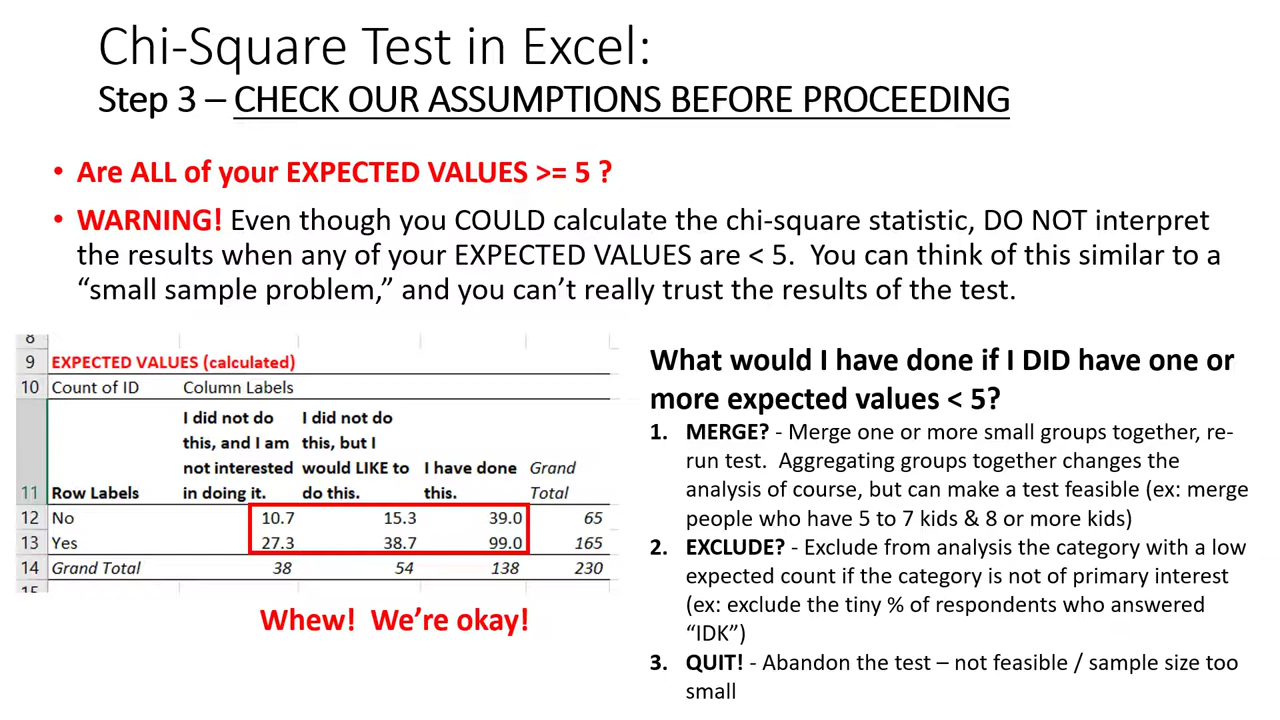 Chi-Square Test in Excel:
Step 3 – CHECK OUR ASSUMPTIONS BEFORE PROCEEDING
• Are ALL of your EXPECTED VALUES >= 5 ?
• WARNING! Even though you COULD calculate the chi-square statistic, DO NOT interpret
the results when any of your EXPECTED VALUES are < 5. You can think of this similar to a
“small sample problem,” and you can’t really trust the results of the test.
8
9 EXPECTED VALUES (calculated)
10 Count of ID Column Labels
I did not do I did not do
this, and I am this, but I
not interested would LIKE to I have done Grand
11 Row Labels in doing it. do this. this. Total
12 No 10.7 15.3 39.0 65
13 Yes 27.3 38.7 99.0 165
14 Grand Total 38 54 138 230
15
Whew! We’re okay!
What would I have done if I DID have one or
more expected values < 5?
1. MERGE? - Merge one or more small groups together, re-
run test. Aggregating groups together changes the
analysis of course, but can make a test feasible (ex: merge
people who have 5 to 7 kids & 8 or more kids)
2. EXCLUDE? - Exclude from analysis the category with a low
expected count if the category is not of primary interest
(ex: exclude the tiny % of respondents who answered
“IDK”)
3. QUIT! - Abandon the test – not feasible / sample size too
small